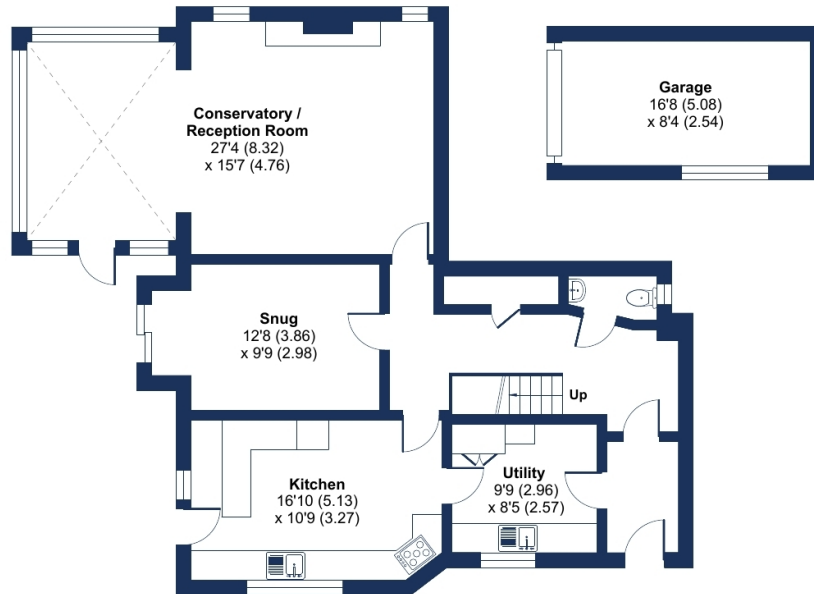 Conservatory /
Reception Room
27'4 (8.32)
x 15'7 (4.76)
Garage
16'8 (5.08)
x 8'4 (2.54)
Snug
12'8 (3.86)
x 9'9 (2.98)
Up
Kitchen
16'10 (5.13)
x 10'9 (3.27)
Utility
9'9 (2.96)
x 8'5 (2.57)